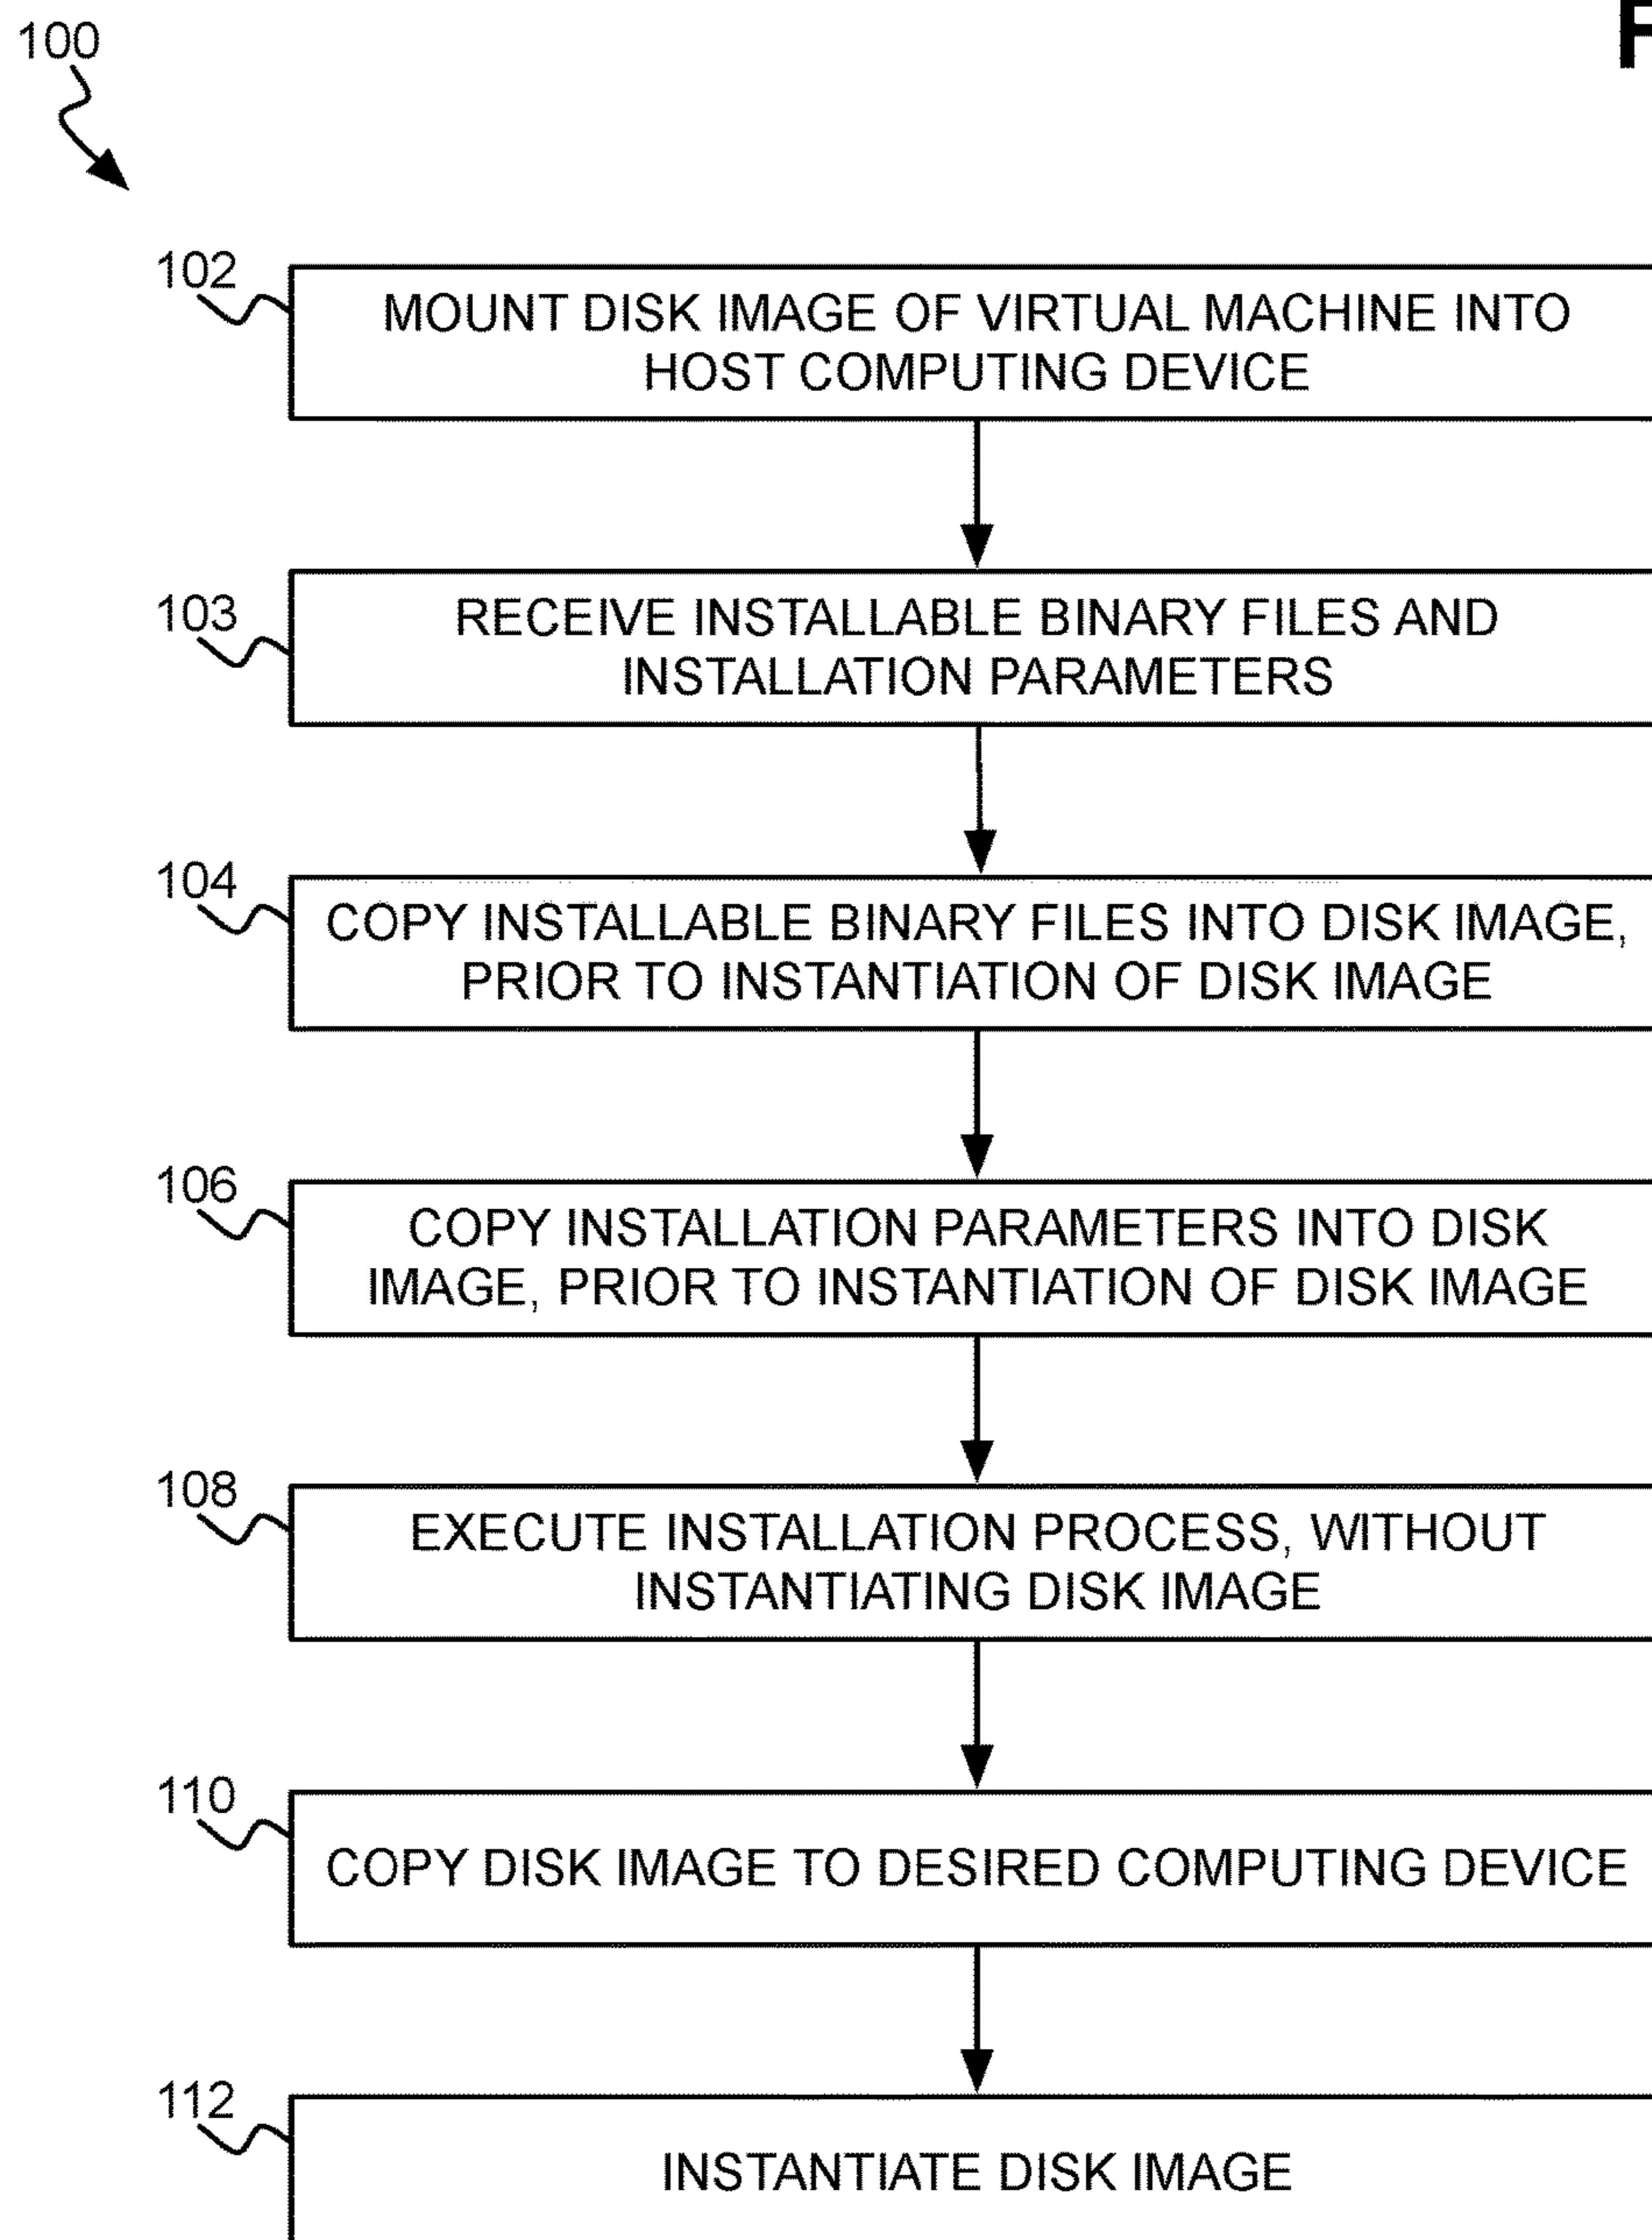 100
102
MOUNT DISK IMAGE OF VIRTUAL MACHINE INTO
HOST COMPUTING DEVICE
103
RECEIVE INSTALLABLE BINARY FILES AND
INSTALLATION PARAMETERS
104
COPY INSTALLABLE BINARY FILES INTO DISK IMAGE,
PRIOR TO INSTANTIATION OF DISK IMAGE
106
COPY INSTALLATION PARAMETERS INTO DISK
IMAGE, PRIOR TO INSTANTIATION OF DISK IMAGE
108
EXECUTE INSTALLATION PROCESS, WITHOUT
INSTANTIATING DISK IMAGE
110
COPY DISK IMAGE TO DESIRED COMPUTING DEVICE
112
INSTANTIATE DISK IMAGE